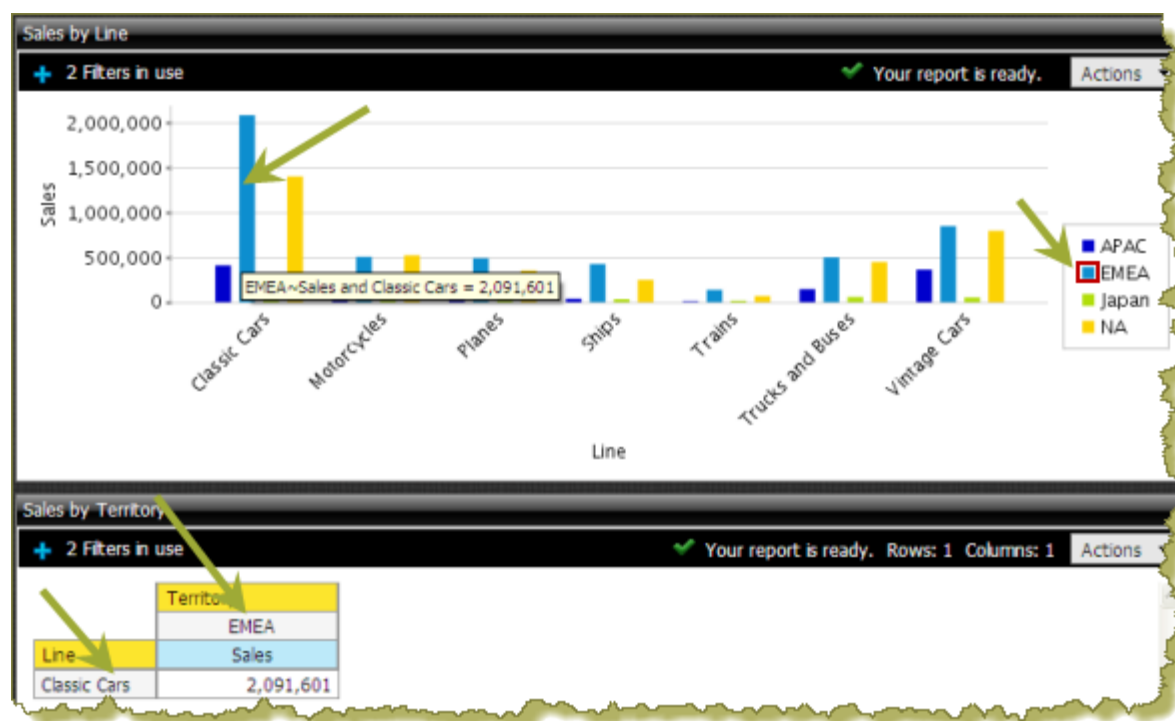 Sales by Line
2 Filters in use
Your report is ready.
Actions
2,000,000
1,500,000
1,000,000
500,000
0
Sales
EMEA~Sales and Classic Cars = 2,091,601
APAC
EMEA
Japan
NA
Classic Cars
Motorcycles
Planes
Ships
Trains
Trucks and Buses
Vintage Cars
Line
Sales by Territory
2 Filters in use
Your report is ready. Rows: 1 Columns: 1
Actions
Territory
EMEA
Line Sales
Classic Cars 2,091,601